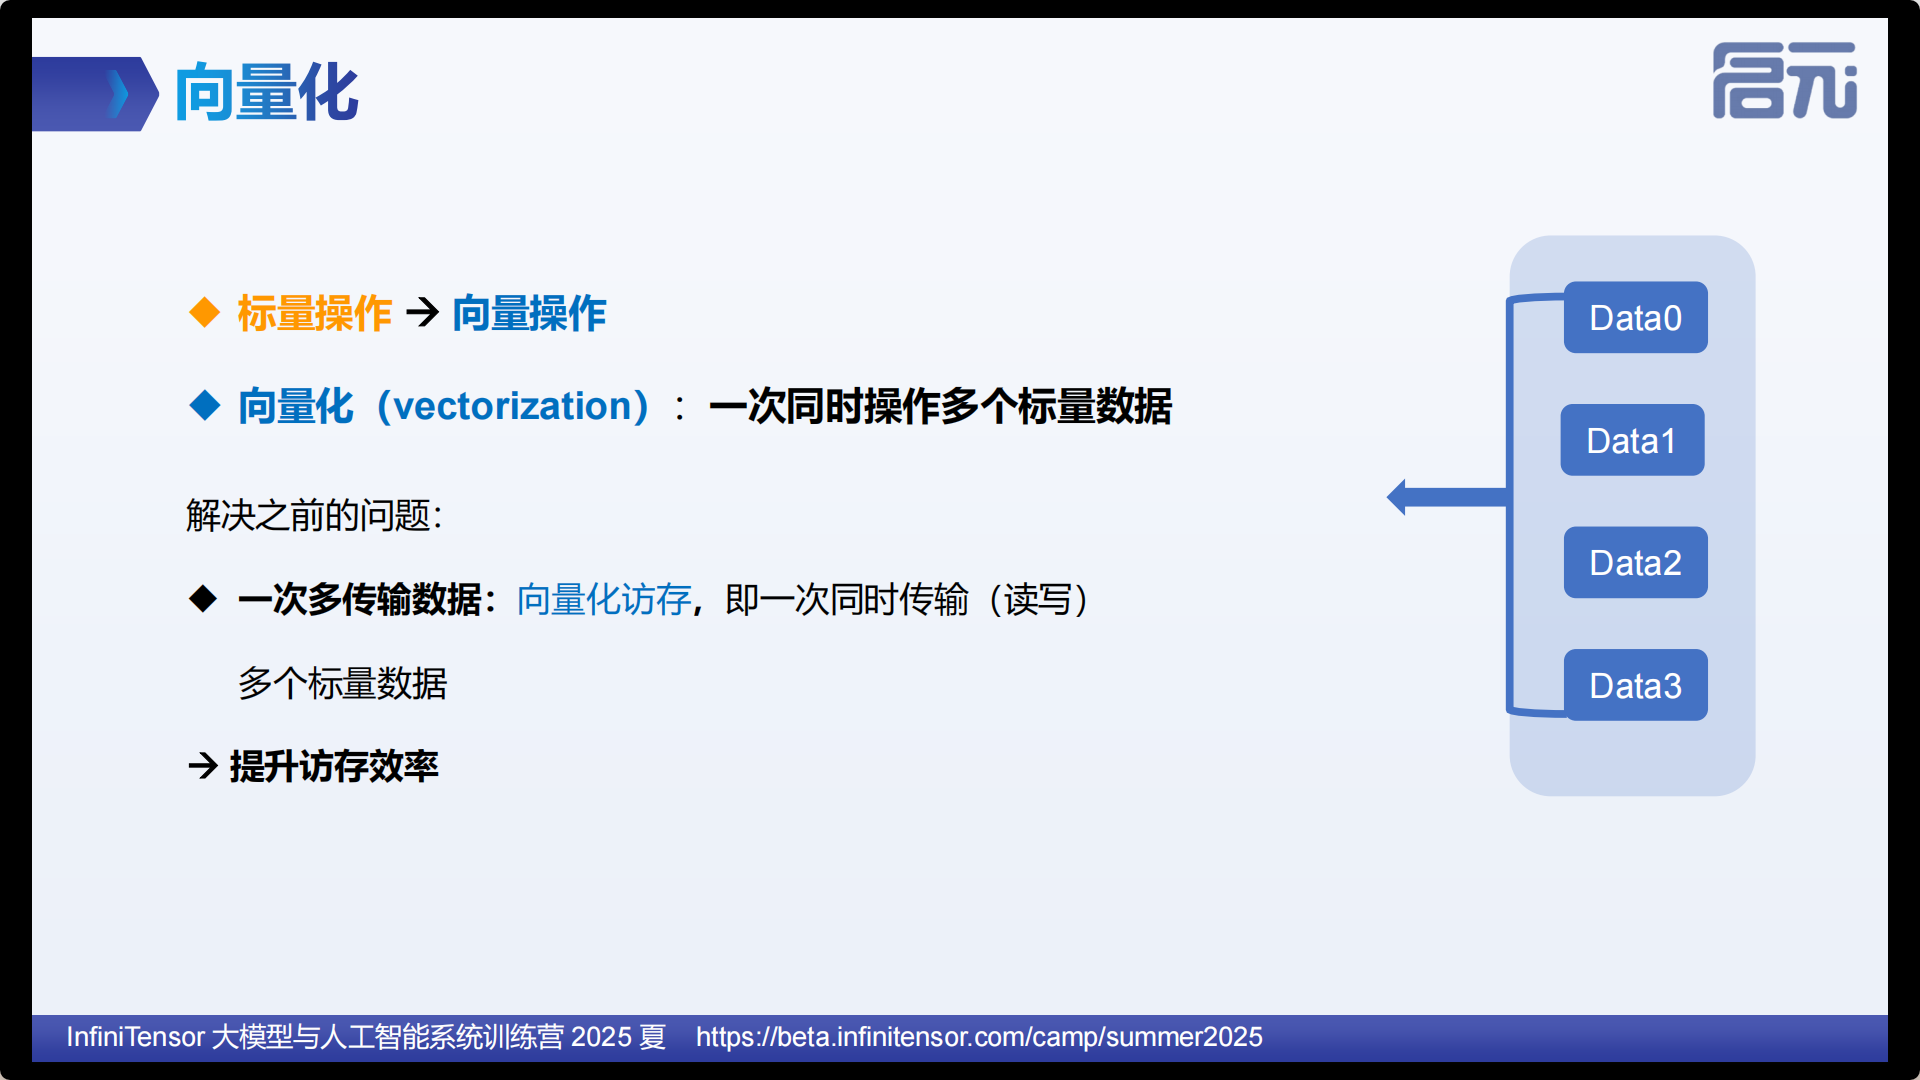 向量化
启元
标量操作 → 向量操作
向量化（vectorization）：一次同时操作多个标量数据
解决之前的问题：
一次多传输数据：向量化访存，即一次同时传输（读写）
多个标量数据
→ 提升访存效率
Data0
Data1
Data2
Data3
InfiniTensor 大模型与人工智能系统训练营 2025 夏 https://beta.infinitensor.com/camp/summer2025